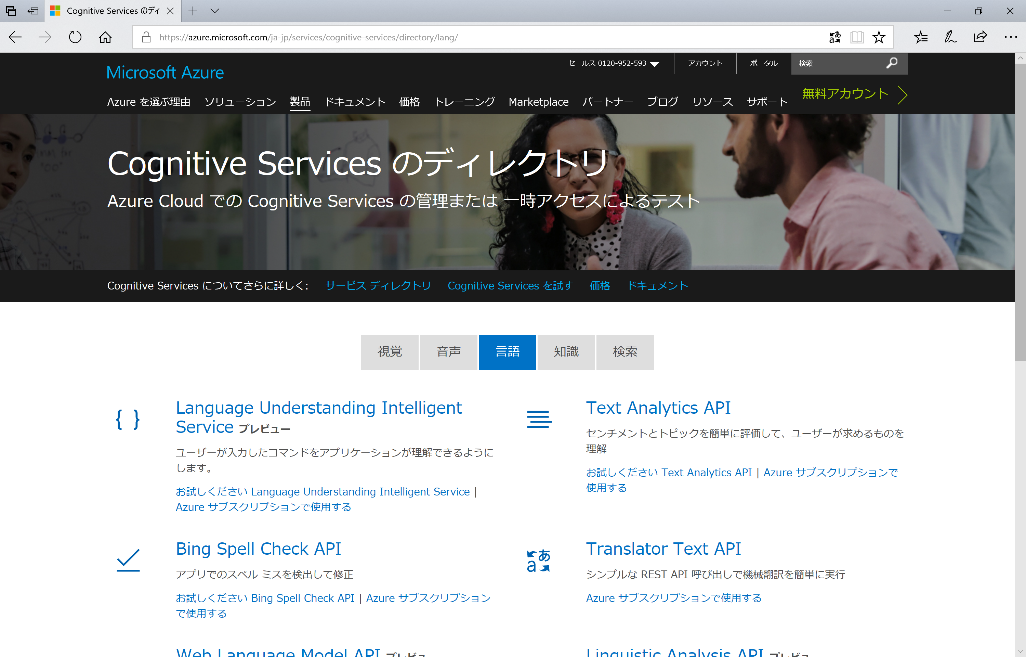 Cognitive Services のディ
https://azure.microsoft.com/ja-jp/services/cognitive-services/directory/lang/
Microsoft Azure
セールス 0120-952-593
アカウント
ポータル
検索
Azure を選ぶ理由 ソリューション 製品 ドキュメント 価格 トレーニング Marketplace パートナー ブログ リソース サポート
無料アカウント
Cognitive Services のディレクトリ
Azure Cloud での Cognitive Services の管理または 一時アクセスによるテスト
Cognitive Services についてさらに詳しく: サービス ディレクトリ Cognitive Services を試す 価格 ドキュメント
視覚 音声 言語 知識 検索
Language Understanding Intelligent
Service プレビュー
ユーザーが入力したコマンドをアプリケーションが理解できるように
します。
お試しください Language Understanding Intelligent Service |
Azure サブスクリプションで使用する
Text Analytics API
センチメントとトピックを簡単に評価して、ユーザーが求めるものを
理解
お試しください Text Analytics API | Azure サブスクリプションで
使用する
Bing Spell Check API
アプリでのスペル ミスを検出して修正
お試しください Bing Spell Check API | Azure サブスクリプション
で使用する
あ
a
Translator Text API
シンプルな REST API 呼び出しで機械翻訳を簡単に実行
Azure サブスクリプションで使用する
Web Language Model API プレビュー
Linguistic Analysis API プレビュー